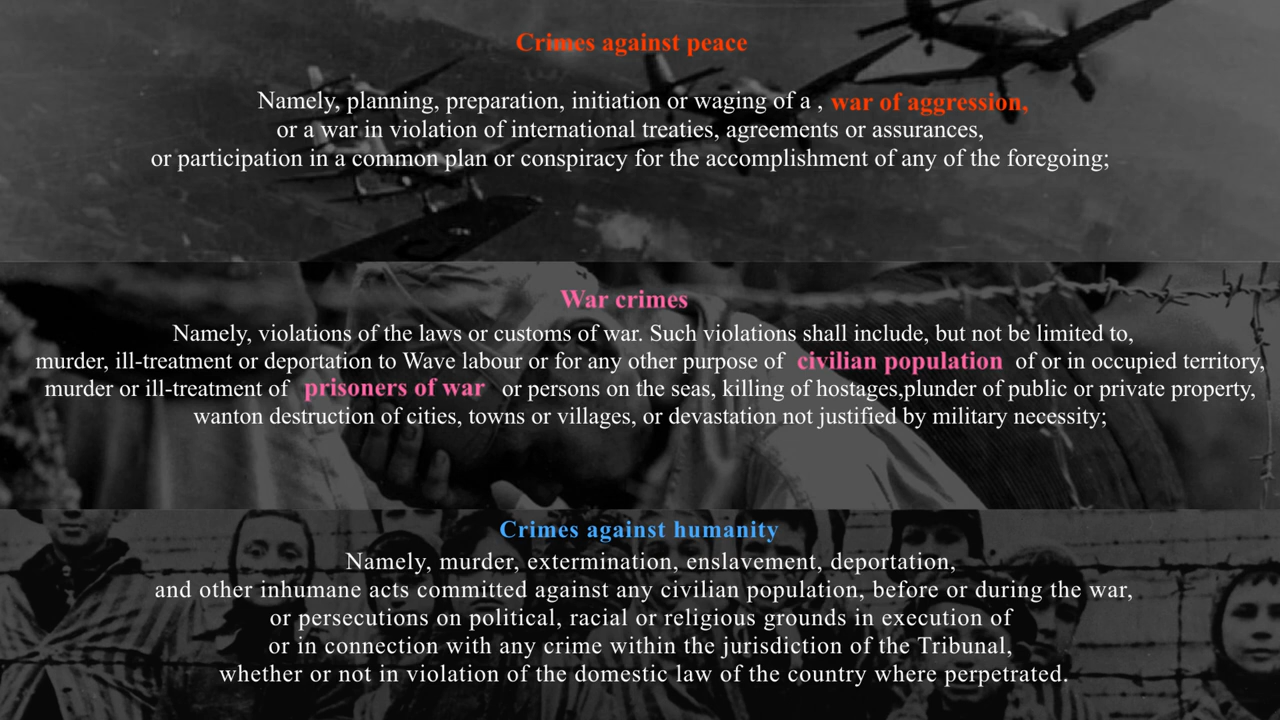 Crimes against peace
Namely, planning, preparation, initiation or waging of a , war of aggression,
or a war in violation of international treaties, agreements or assurances,
or participation in a common plan or conspiracy for the accomplishment of any of the foregoing;
War crimes
Namely, violations of the laws or customs of war. Such violations shall include, but not be limited to,
murder, ill-treatment or deportation to Wave labour or for any other purpose of civilian population of or in occupied territory,
murder or ill-treatment of prisoners of war or persons on the seas, killing of hostages,plunder of public or private property,
wanton destruction of cities, towns or villages, or devastation not justified by military necessity;
Crimes against humanity
Namely, murder, extermination, enslavement, deportation,
and other inhumane acts committed against any civilian population, before or during the war,
or persecutions on political, racial or religious grounds in execution of
or in connection with any crime within the jurisdiction of the Tribunal,
whether or not in violation of the domestic law of the country where perpetrated.